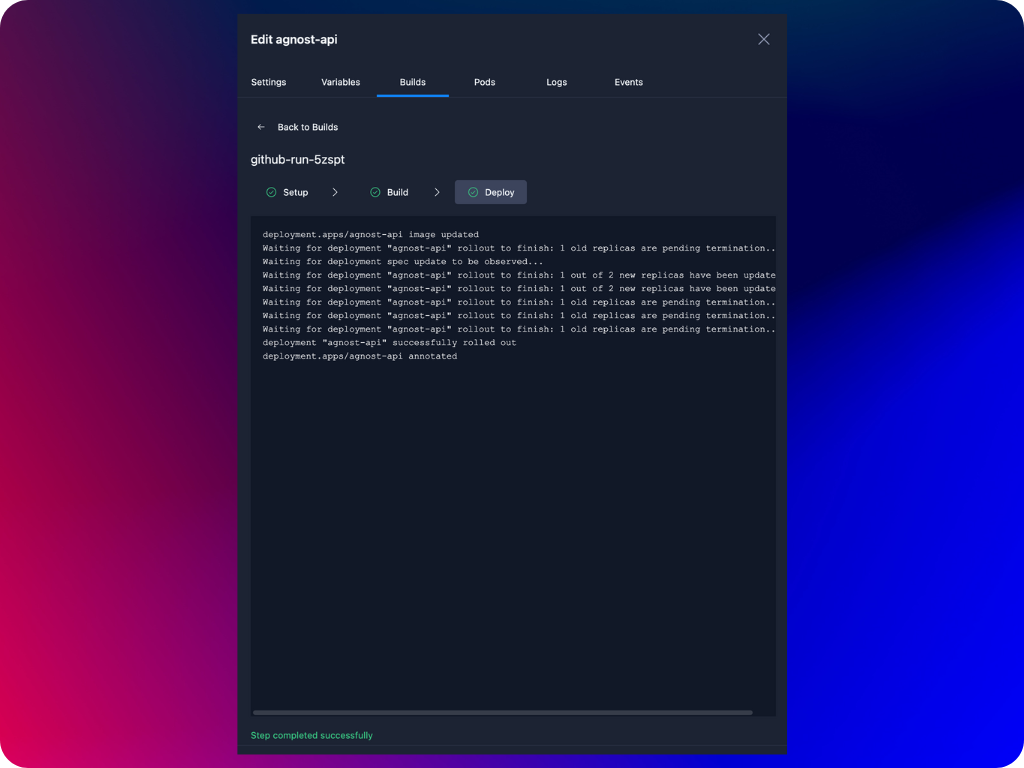 Edit agnost-api
Settings Variables Builds Pods Logs Events
Back to Builds
github-run-5zspt
Setup Build Deploy
deployment.apps/agnost-api image updated
Waiting for deployment "agnost-api" rollout to finish: 1 old replicas are pending termination..
Waiting for deployment spec update to be observed...
Waiting for deployment "agnost-api" rollout to finish: 1 out of 2 new replicas have been update
Waiting for deployment "agnost-api" rollout to finish: 1 out of 2 new replicas have been update
Waiting for deployment "agnost-api" rollout to finish: 1 old replicas are pending termination..
Waiting for deployment "agnost-api" rollout to finish: 1 old replicas are pending termination..
Waiting for deployment "agnost-api" rollout to finish: 1 old replicas are pending termination..
deployment "agnost-api" successfully rolled out
deployment.apps/agnost-api annotated
Step completed successfully